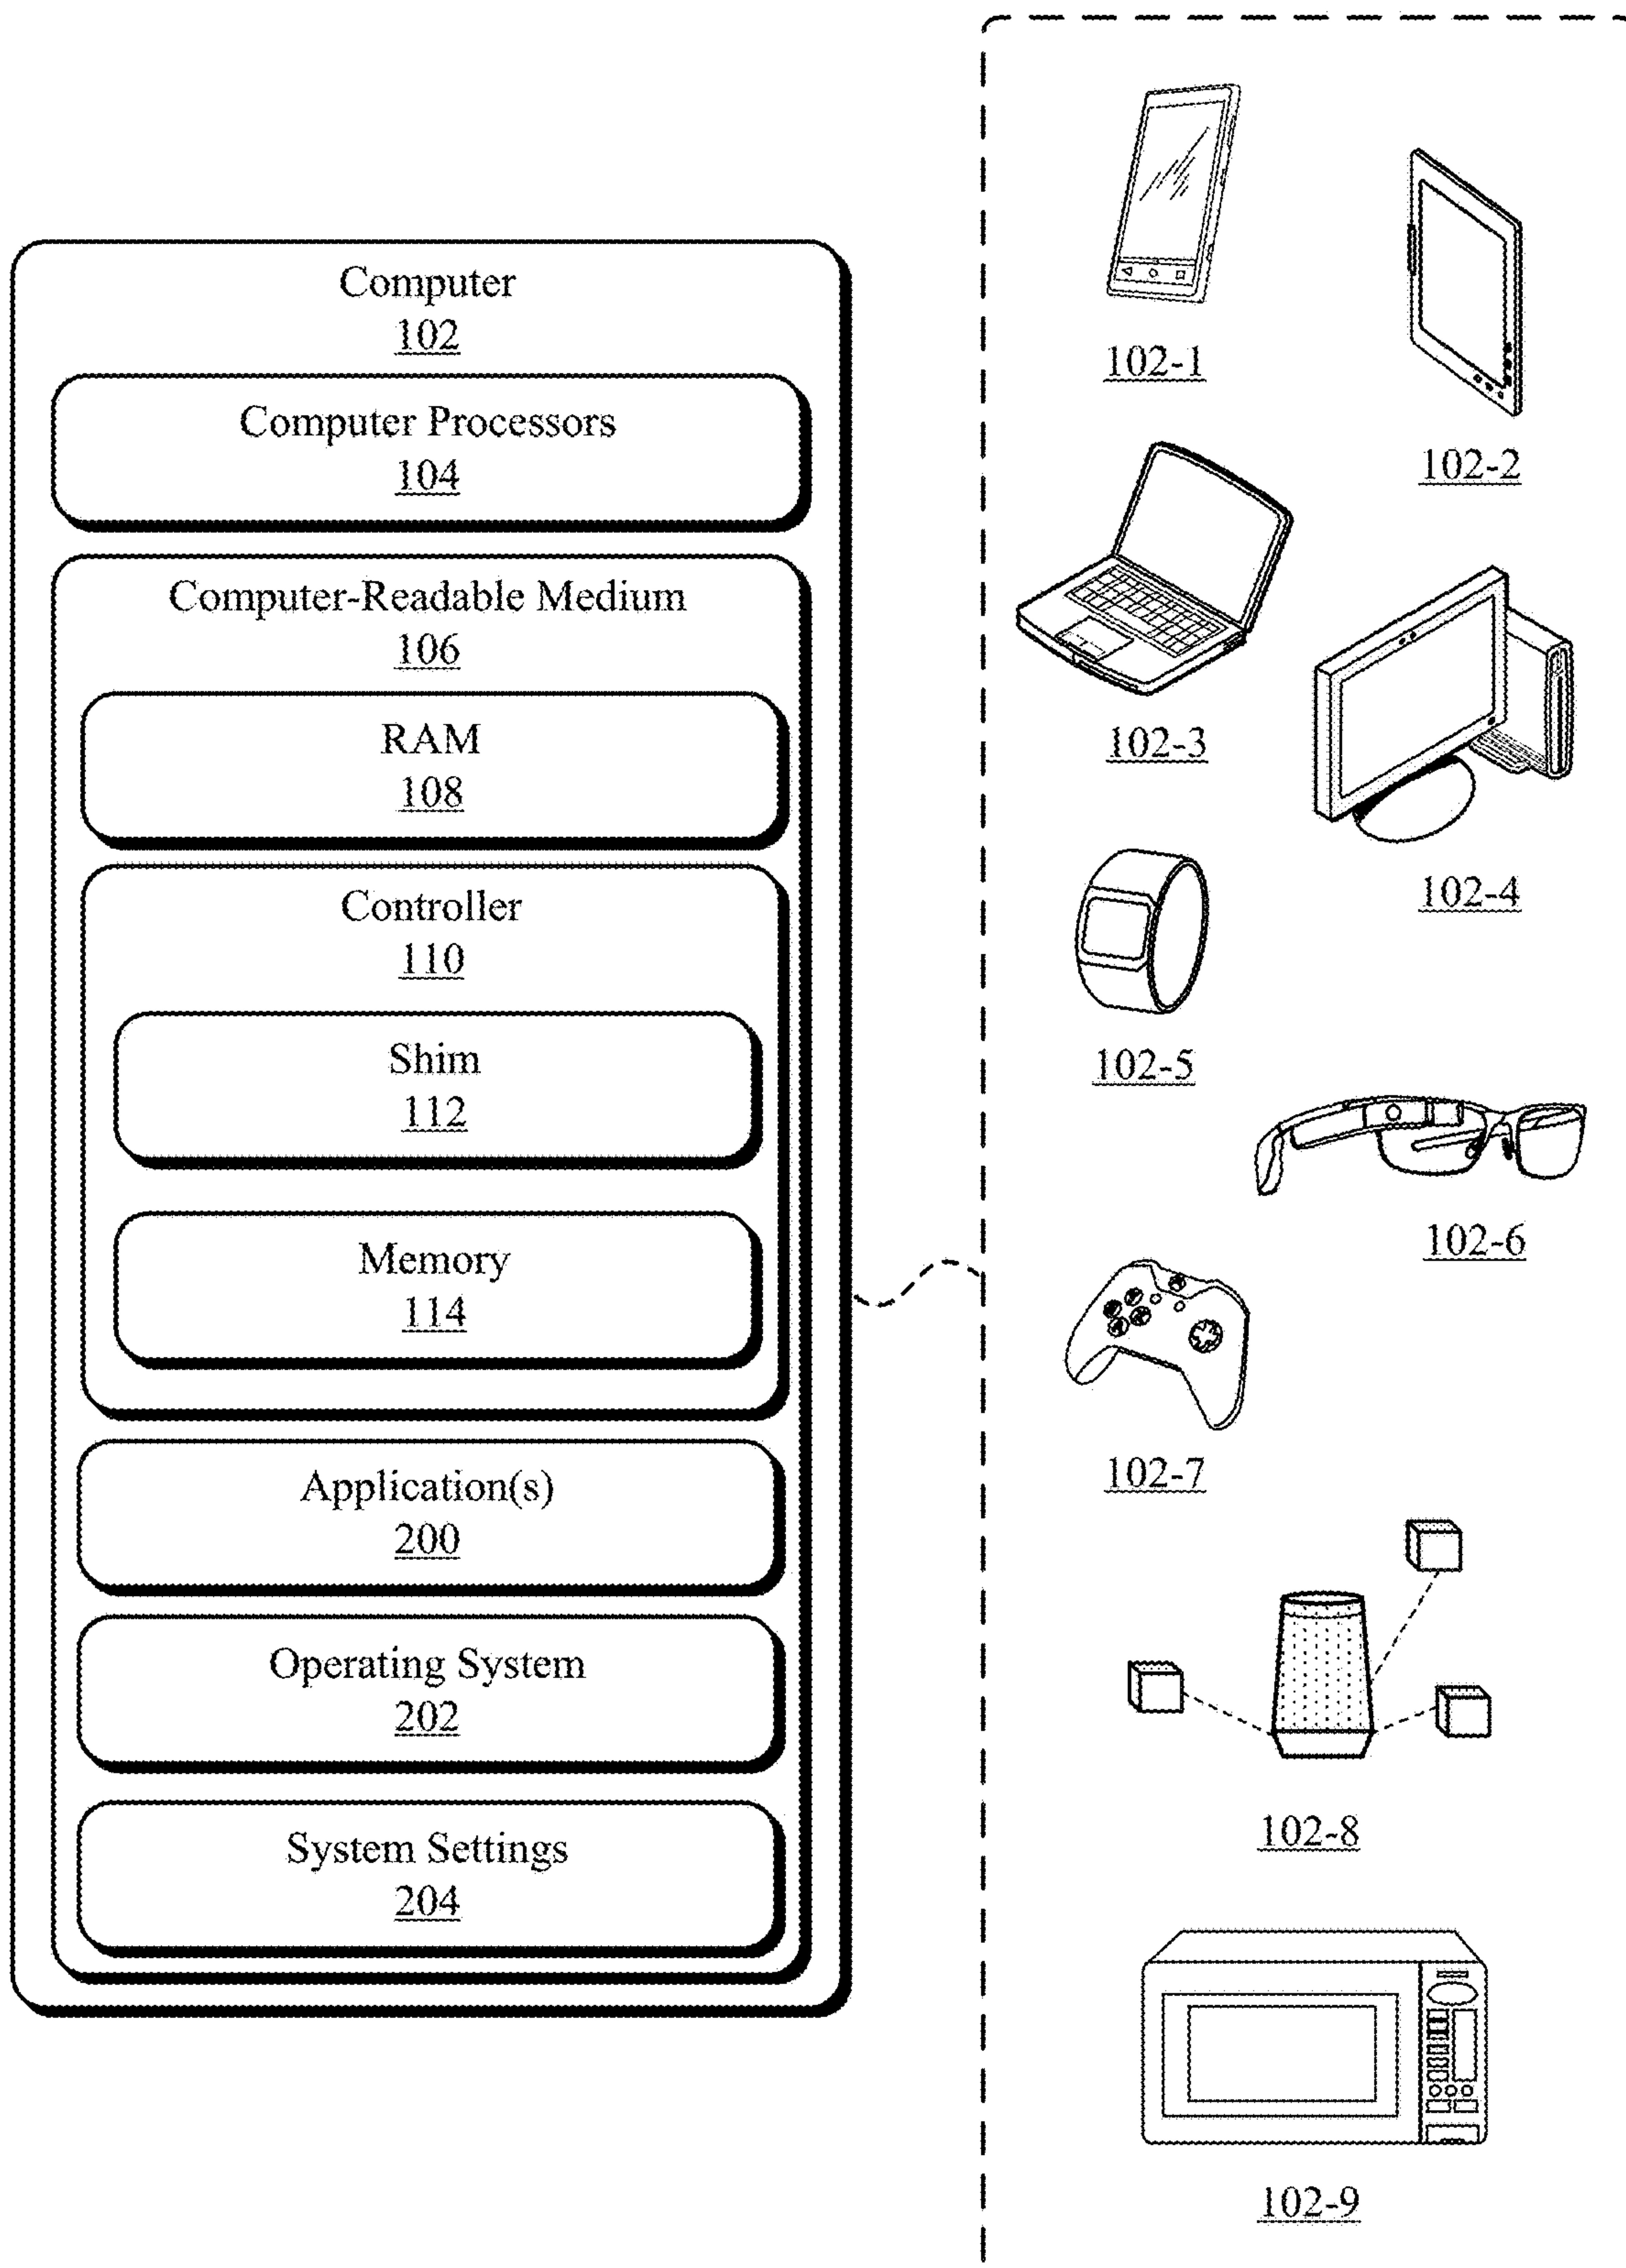 Computer
102
Computer Processors
104
Computer-Readable Medium
106
RAM
108
Controller
110
Shim
112
Memory
114
Application(s)
200
Operating System
202
System Settings
204
102-1
102-2
102-3
102-4
102-5
102-6
102-7
102-8
102-9